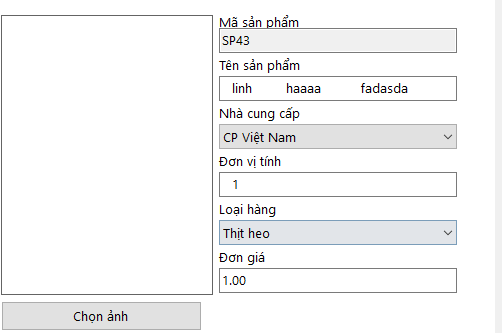 Mã sản phẩm
SP43
Tên sản phẩm
linh haaaa fadasda
Nhà cung cấp
CP Việt Nam
Đơn vị tính
1
Loại hàng
Thịt heo
Đơn giá
1.00
Chọn ảnh